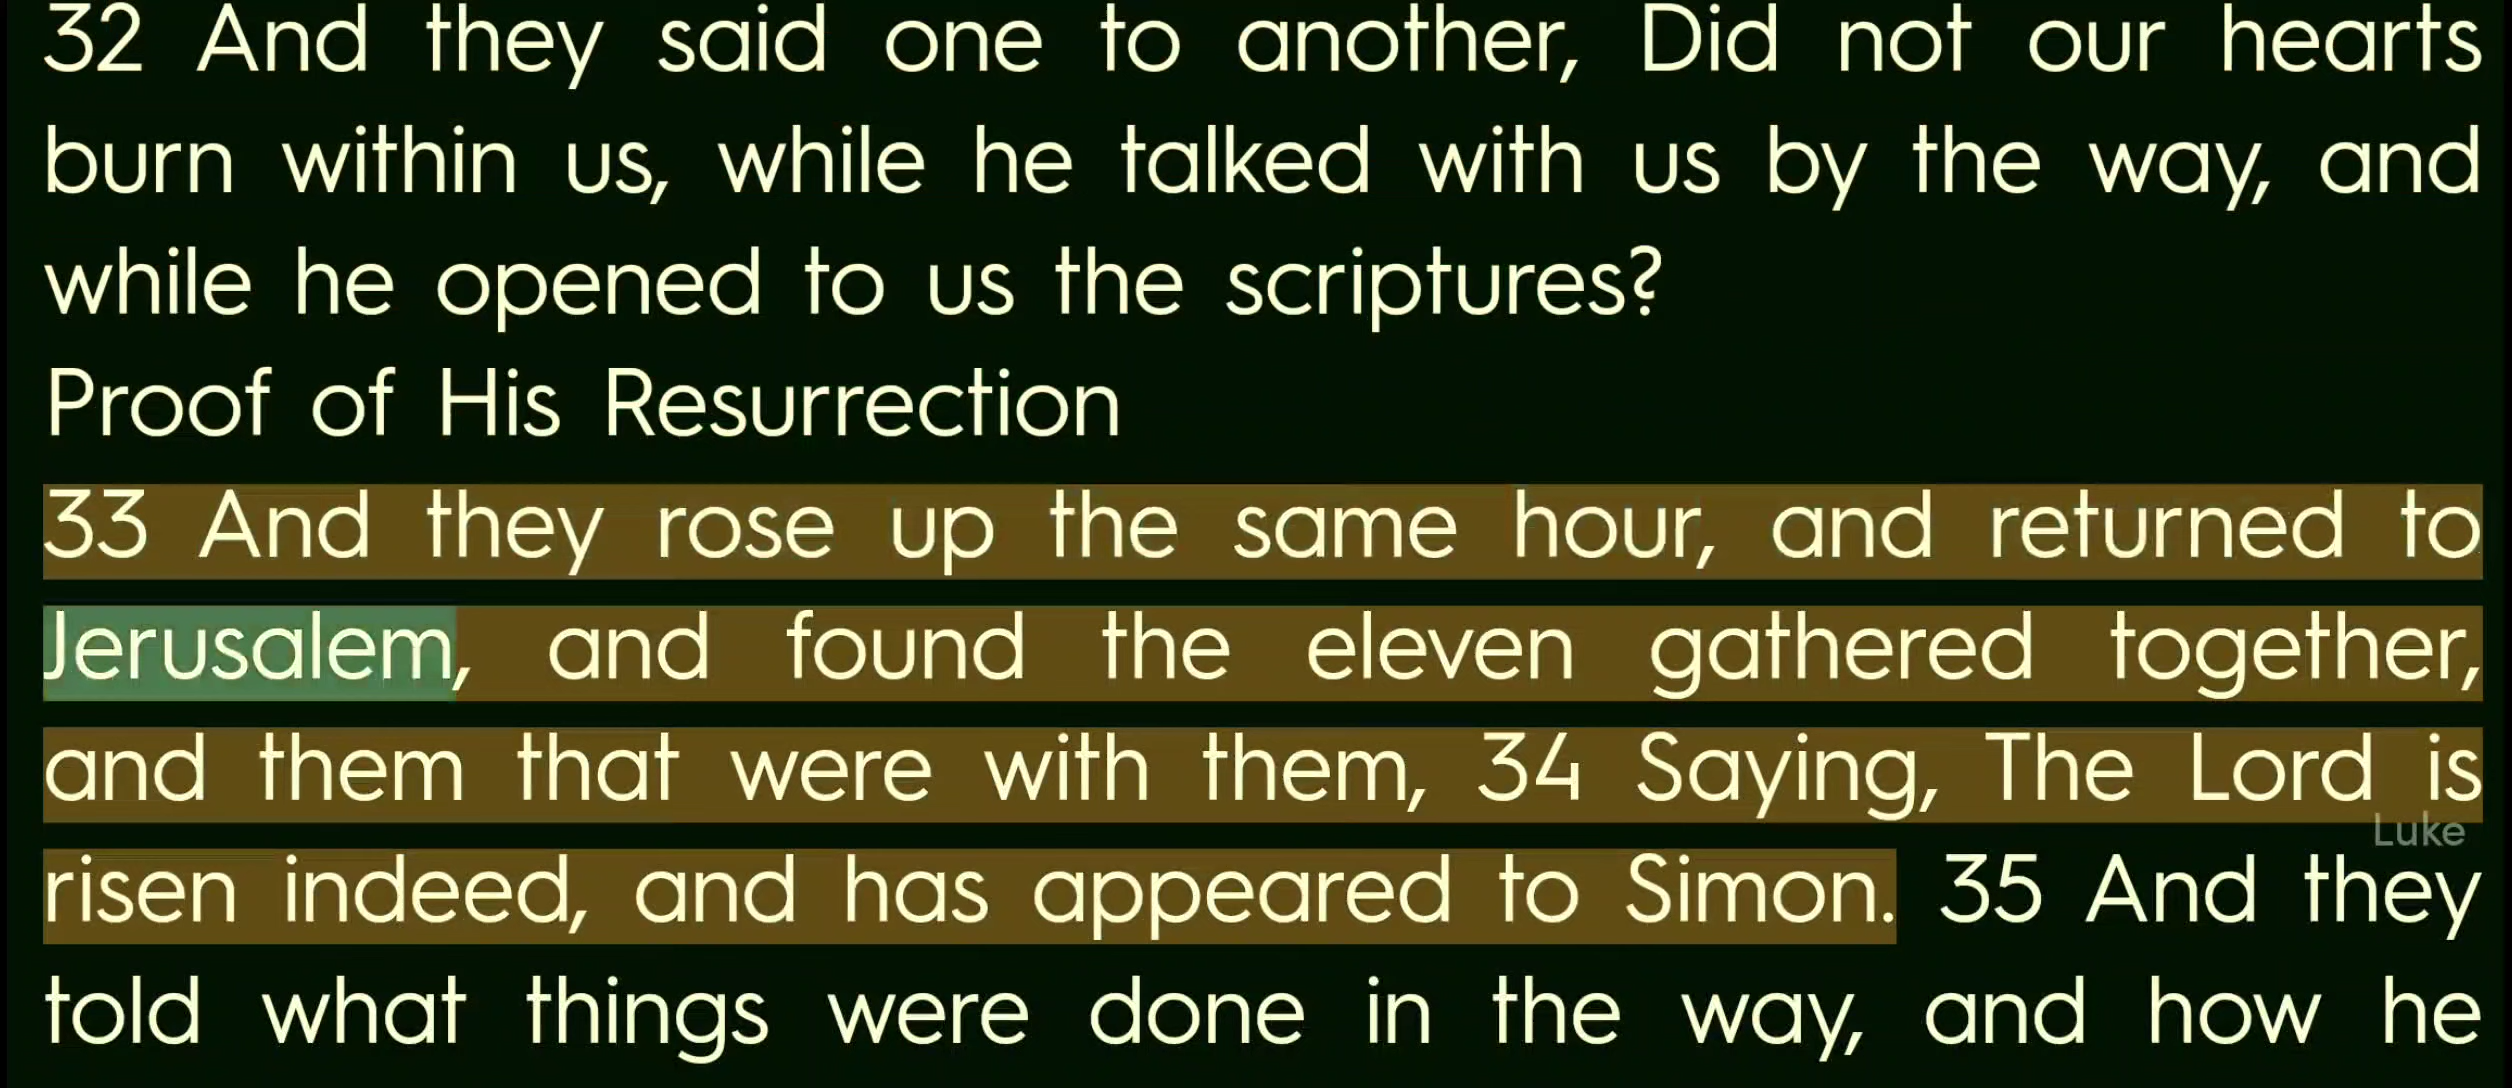 32 And they said one to another, Did not our hearts
burn within us, while he talked with us by the way, and
while he opened to us the scriptures?
Proof of His Resurrection
33 And they rose up the same hour, and returned to
Jerusalem, and found the eleven gathered together,
and them that were with them, 34 Saying, The Lord is
Luke
risen indeed, and has appeared to Simon. 35 And they
told what things were done in the way, and how he